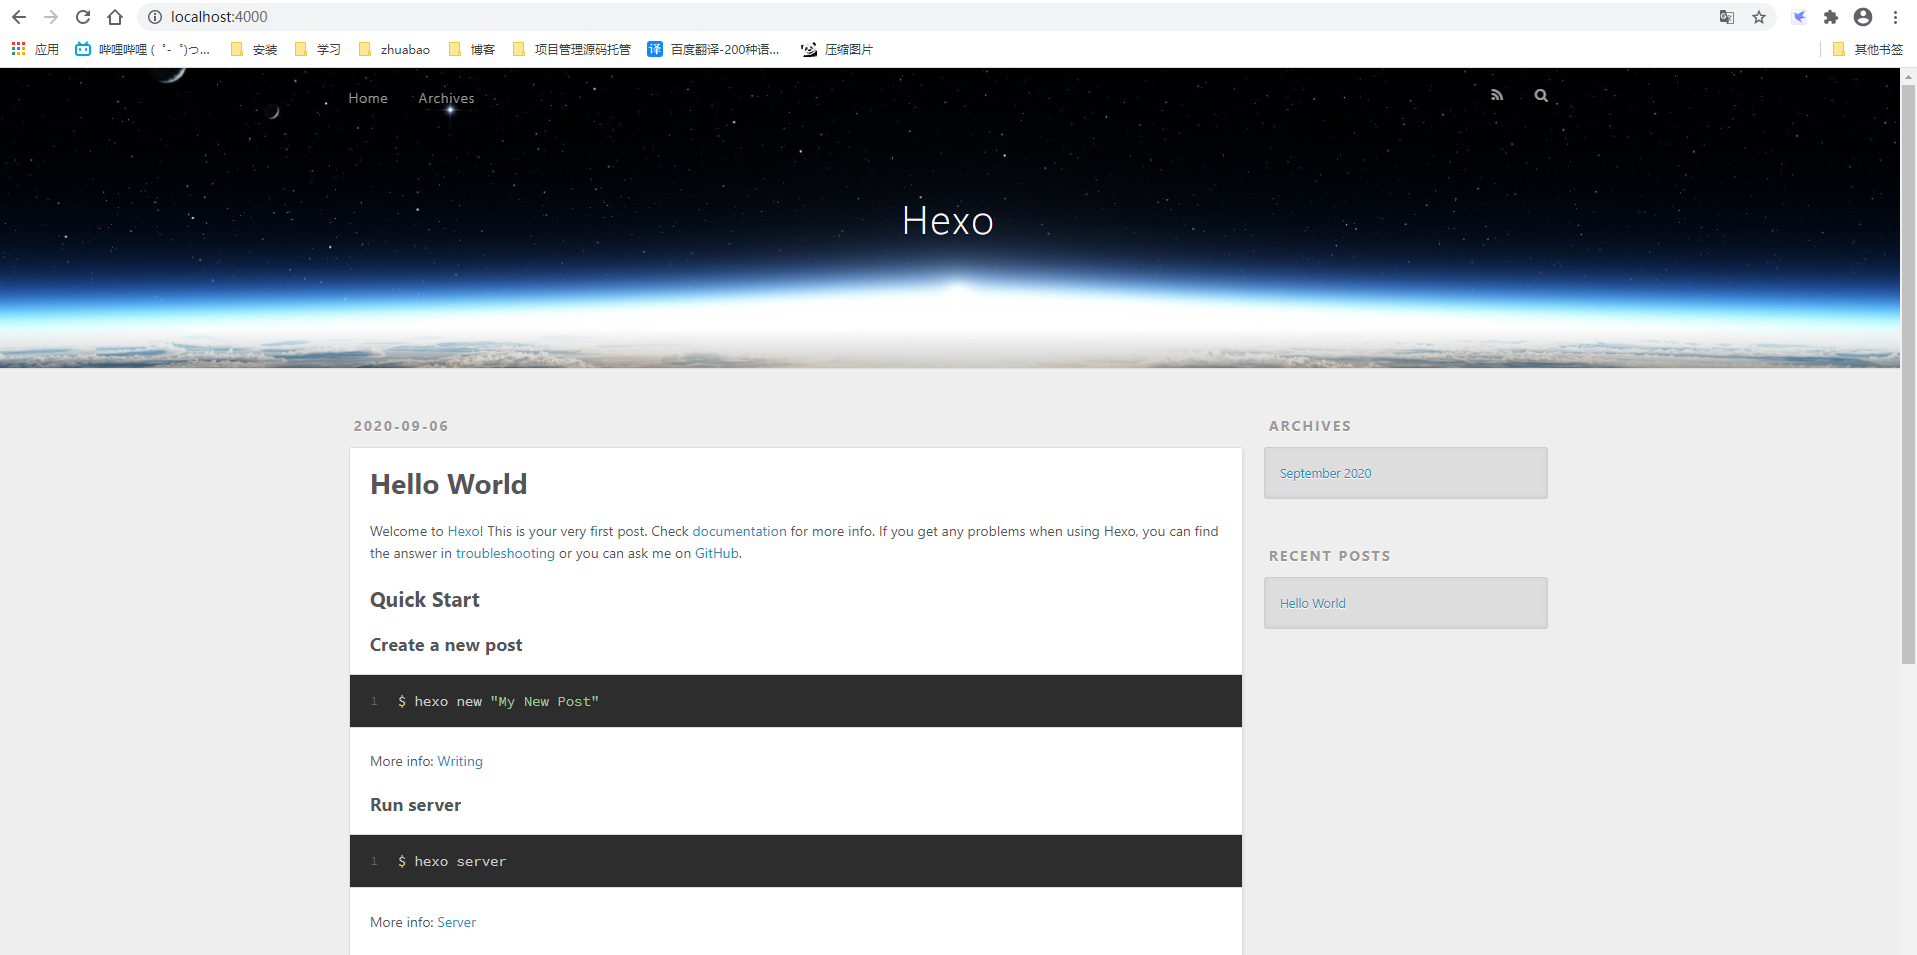 localhost:4000
应用 哔哩哔哩 ( ゜- ゜)つ... 安装 学习 zhuabao 博客 项目管理源码托管 译 百度翻译-200种语... 压缩图片 其他书签
Home Archives
Hexo
2020-09-06
Hello World
Welcome to Hexo! This is your very first post. Check documentation for more info. If you get any problems when using Hexo, you can find
the answer in troubleshooting or you can ask me on GitHub.
Quick Start
Create a new post
1 $ hexo new "My New Post"
More info: Writing
Run server
1 $ hexo server
More info: Server
ARCHIVES
September 2020
RECENT POSTS
Hello World